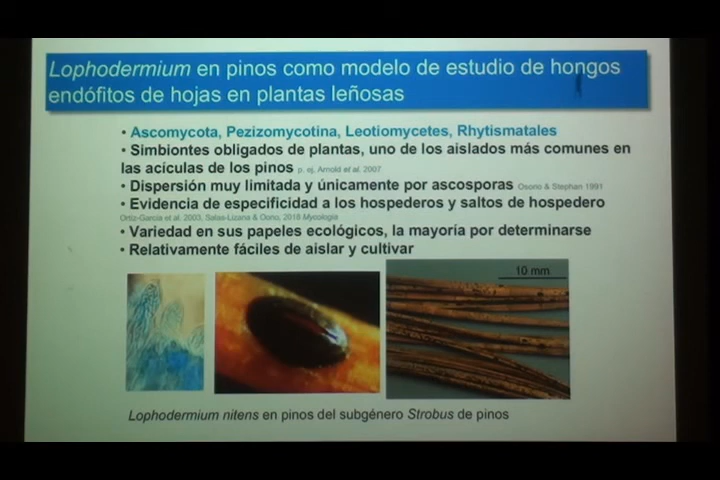 Lophodermium en pinos como modelo de estudio de hongos
endófitos de hojas en plantas leñosas
• Ascomycota, Pezizomycotina, Leotiomycetes, Rhytismatales
• Simbiontes obligados de plantas, uno de los aislados más comunes en
las acículas de los pinos p. ej, Arnold et al. 2007
• Dispersión muy limitada y únicamente por ascosporas Osorio & Stephan 1991
• Evidencia de especificidad a los hospederos y saltos de hospedero
Ortiz-García et al. 2003, Salas-Lizana & Oono, 2018 Mycologia
• Variedad en sus papeles ecológicos, la mayoría por determinarse
• Relativamente fáciles de aislar y cultivar
10 mm
Lophodermium nitens en pinos del subgénero Strobus de pinos